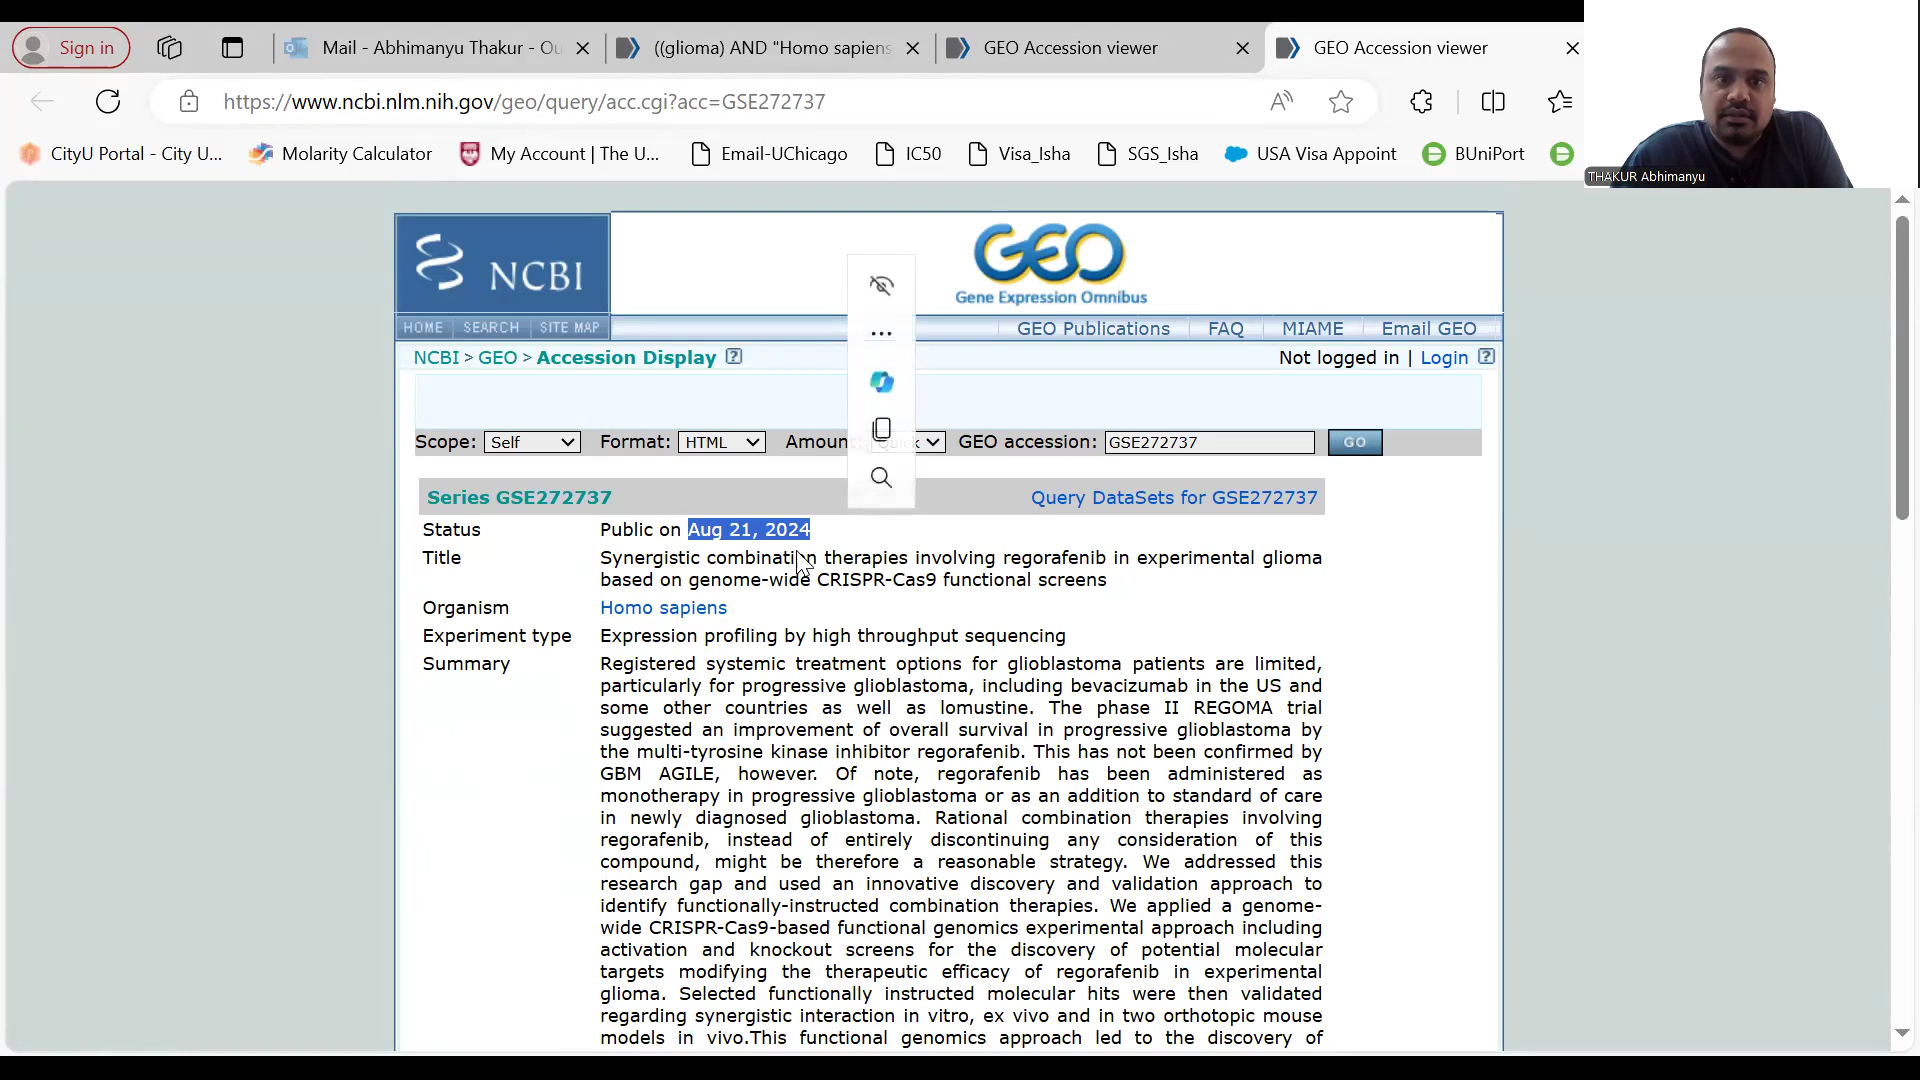 Sign in
Mail - Abhimanyu Thakur - Ou
((glioma) AND "Homo sapiens
GEO Accession viewer
GEO Accession viewer
https://www.ncbi.nlm.nih.gov/geo/query/acc.cgi?acc=GSE272737
CityU Portal - City U...
Molarity Calculator
My Account | The U...
Email-UChicago
IC50
Visa_Isha
SGS_Isha
USA Visa Appoint
BUniPort
THAKUR Abhimanyu
NCBI
GEO
Gene Expression Omnibus
HOME SEARCH SITE MAP
GEO Publications FAQ MIAME Email GEO
NCBI > GEO > Accession Display ?
Not logged in | Login ?
Scope: Self Format: HTML Amount: Quick GEO accession: GSE272737 GO
Series GSE272737 Query DataSets for GSE272737
Status Public on Aug 21, 2024
Title Synergistic combination therapies involving regorafenib in experimental glioma
based on genome-wide CRISPR-Cas9 functional screens
Organism Homo sapiens
Experiment type Expression profiling by high throughput sequencing
Summary Registered systemic treatment options for glioblastoma patients are limited,
particularly for progressive glioblastoma, including bevacizumab in the US and
some other countries as well as lomustine. The phase II REGOMA trial
suggested an improvement of overall survival in progressive glioblastoma by
the multi-tyrosine kinase inhibitor regorafenib. This has not been confirmed by
GBM AGILE, however. Of note, regorafenib has been administered as
monotherapy in progressive glioblastoma or as an addition to standard of care
in newly diagnosed glioblastoma. Rational combination therapies involving
regorafenib, instead of entirely discontinuing any consideration of this
compound, might be therefore a reasonable strategy. We addressed this
research gap and used an innovative discovery and validation approach to
identify functionally-instructed combination therapies. We applied a genome-
wide CRISPR-Cas9-based functional genomics experimental approach including
activation and knockout screens for the discovery of potential molecular
targets modifying the therapeutic efficacy of regorafenib in experimental
glioma. Selected functionally instructed molecular hits were then validated
regarding synergistic interaction in vitro, ex vivo and in two orthotopic mouse
models in vivo.This functional genomics approach led to the discovery of